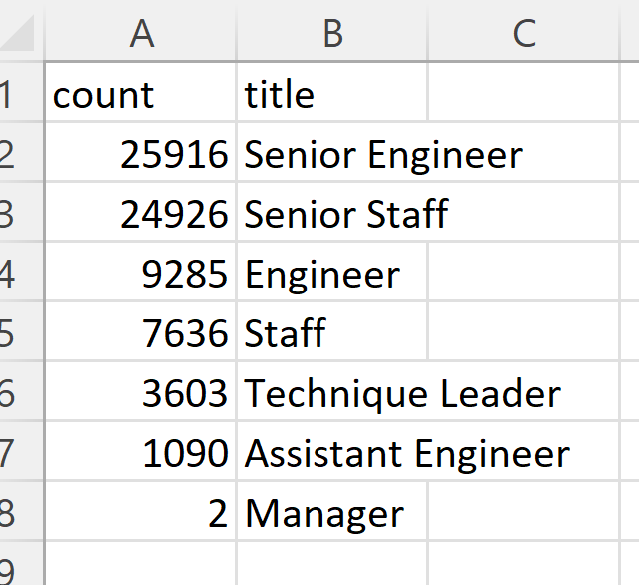 A B C
1 count title
2 25916 Senior Engineer
3 24926 Senior Staff
4 9285 Engineer
5 7636 Staff
6 3603 Technique Leader
7 1090 Assistant Engineer
8 2 Manager
9